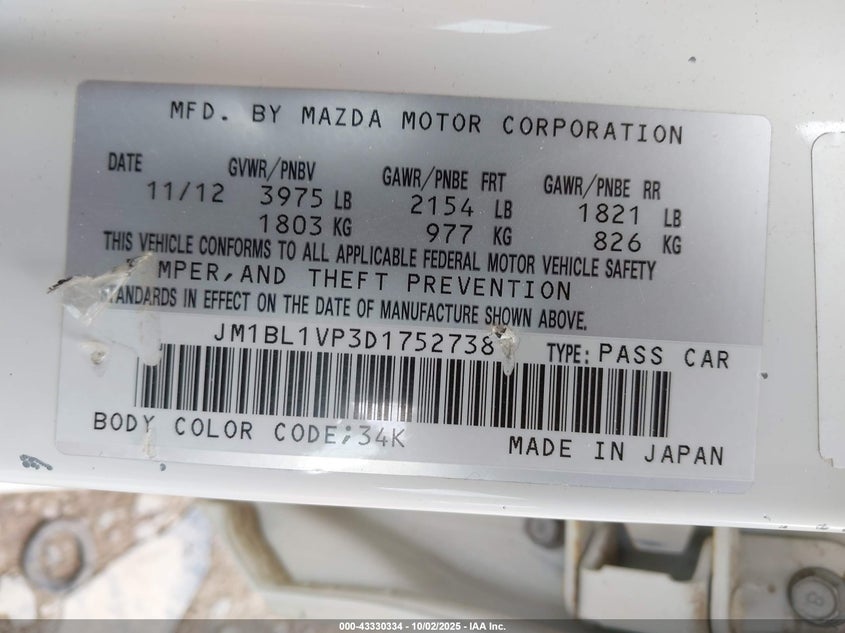 MFD. BY MAZDA MOTOR CORPORATION
DATE GVWR/PNBV GAWR/PNBE FRT GAWR/PNBE RR
11/12 3975 LB 2154 LB 1821 LB
1803 KG 977 KG 826 KG
THIS VEHICLE CONFORMS TO ALL APPLICABLE FEDERAL MOTOR VEHICLE SAFETY
MPER,AND THEFT PREVENTION
STANDARDS IN EFFECT ON THE DATE OF MANUFACTURE SHOWN ABOVE.
JM1BL1VP3D1752738 TYPE: PASS CAR
BODY COLOR CODE;34K
MADE IN JAPAN
000-43330334 - 10/02/2025 - IAA Inc.